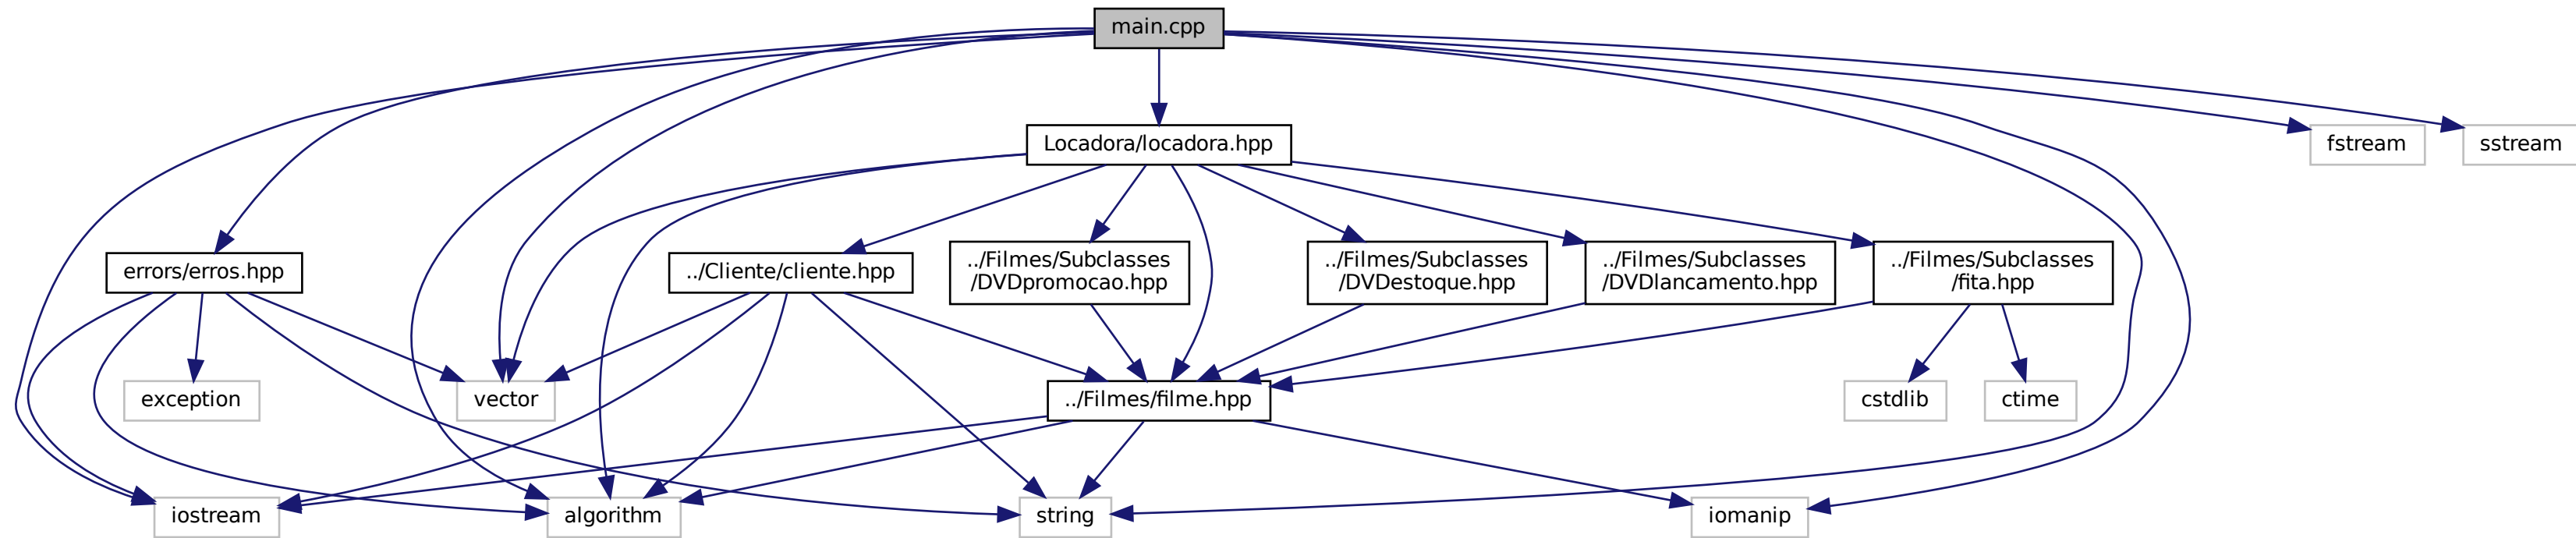 main.cpp
Locadora/locadora.hpp
fstream
sstream
errors/erros.hpp
../Cliente/cliente.hpp
../Filmes/Subclasses
/DVDpromocao.hpp
../Filmes/Subclasses
/DVDestoque.hpp
../Filmes/Subclasses
/DVDlancamento.hpp
../Filmes/Subclasses
/fita.hpp
exception
vector
../Filmes/filme.hpp
cstdlib
ctime
iostream
algorithm
string
iomanip